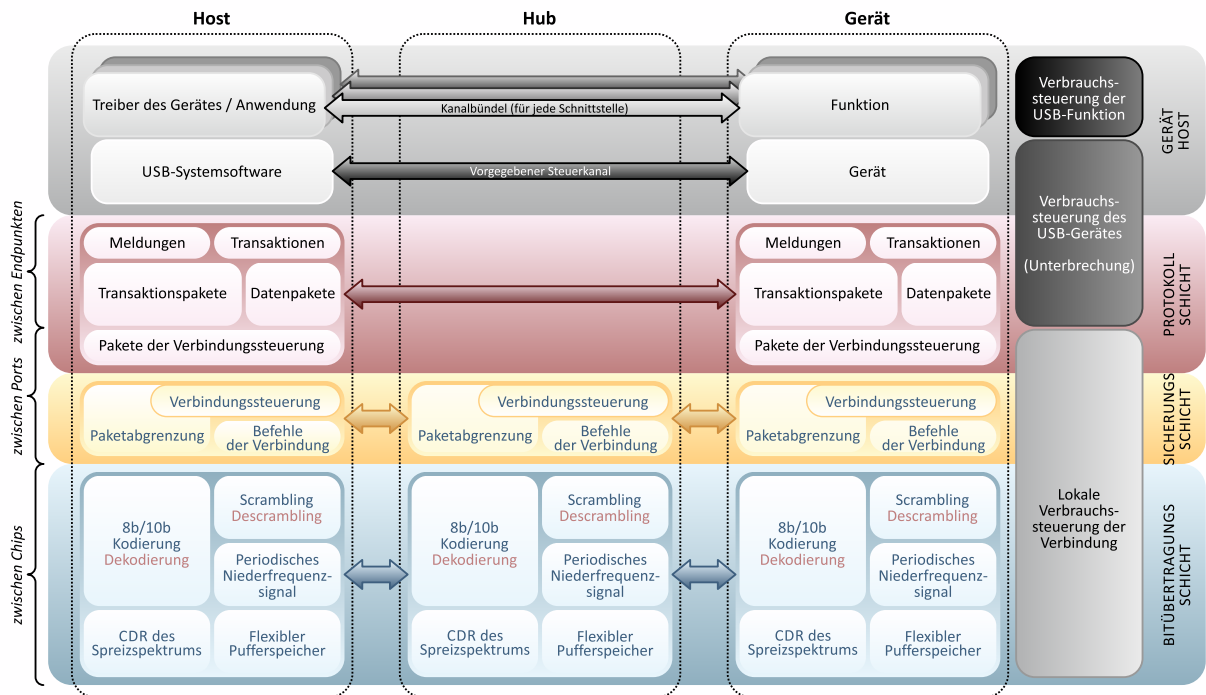 Host
Hub
Gerät
Treiber des Gerätes / Anwendung
Kanalbündel (für jede Schnittstelle)
Funktion
Verbrauchs-
steuerung der
USB-Funktion
GERÄT
HOST
USB-Systemsoftware
Vorgegebener Steuerkanal
Gerät
Verbrauchs-
steuerung des
USB-Gerätes
(Unterbrechung)
zwischen Endpunkten
Meldungen
Transaktionen
Transaktionspakete
Datenpakete
Pakete der Verbindungssteuerung
Meldungen
Transaktionen
Transaktionspakete
Datenpakete
Pakete der Verbindungssteuerung
PROTOKOLL
SCHICHT
zwischen Ports
Verbindungssteuerung
Paketabgrenzung
Befehle
der Verbindung
Verbindungssteuerung
Paketabgrenzung
Befehle
der Verbindung
Verbindungssteuerung
Paketabgrenzung
Befehle
der Verbindung
SICHERUNGS
SCHICHT
Lokale
Verbrauchs-
steuerung der
Verbindung
zwischen Chips
8b/10b
Kodierung
Dekodierung
Scrambling
Descrambling
Periodisches
Niederfrequenz-
signal
CDR des
Spreizspektrums
Flexibler
Pufferspeicher
8b/10b
Kodierung
Dekodierung
Scrambling
Descrambling
Periodisches
Niederfrequenz-
signal
CDR des
Spreizspektrums
Flexibler
Pufferspeicher
8b/10b
Kodierung
Dekodierung
Scrambling
Descrambling
Periodisches
Niederfrequenz-
signal
CDR des
Spreizspektrums
Flexibler
Pufferspeicher
BITÜBERTRAGUNGS
SCHICHT